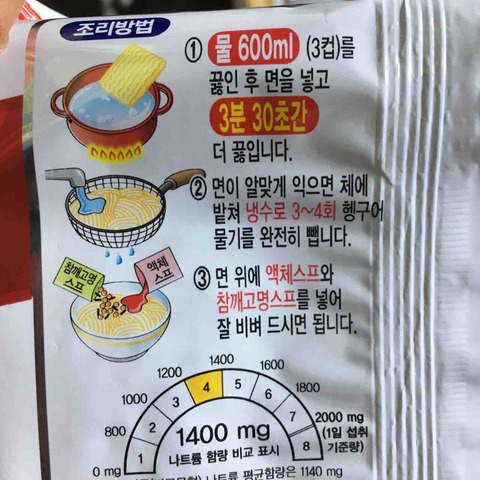 조리방법
① 물 600ml (3컵)를
끓인 후 면을 넣고
3분 30초간
더 끓입니다.
② 면이 알맞게 익으면 체에
밭쳐 냉수로 3~4회 헹구어
물기를 완전히 뺍니다.
참깨고명
스프
액체
스프
③ 면 위에 액체스프와
참깨고명스프를 넣어
잘 비벼 드시면 됩니다.
0 mg
800
1000
1200
1400
1600
1800
2000 mg
(1일 섭취
기준량)
1 2 3 4 5 6 7 8
1400 mg
나트륨 함량 비교 표시
나트륨 평균함량은 1140 mg